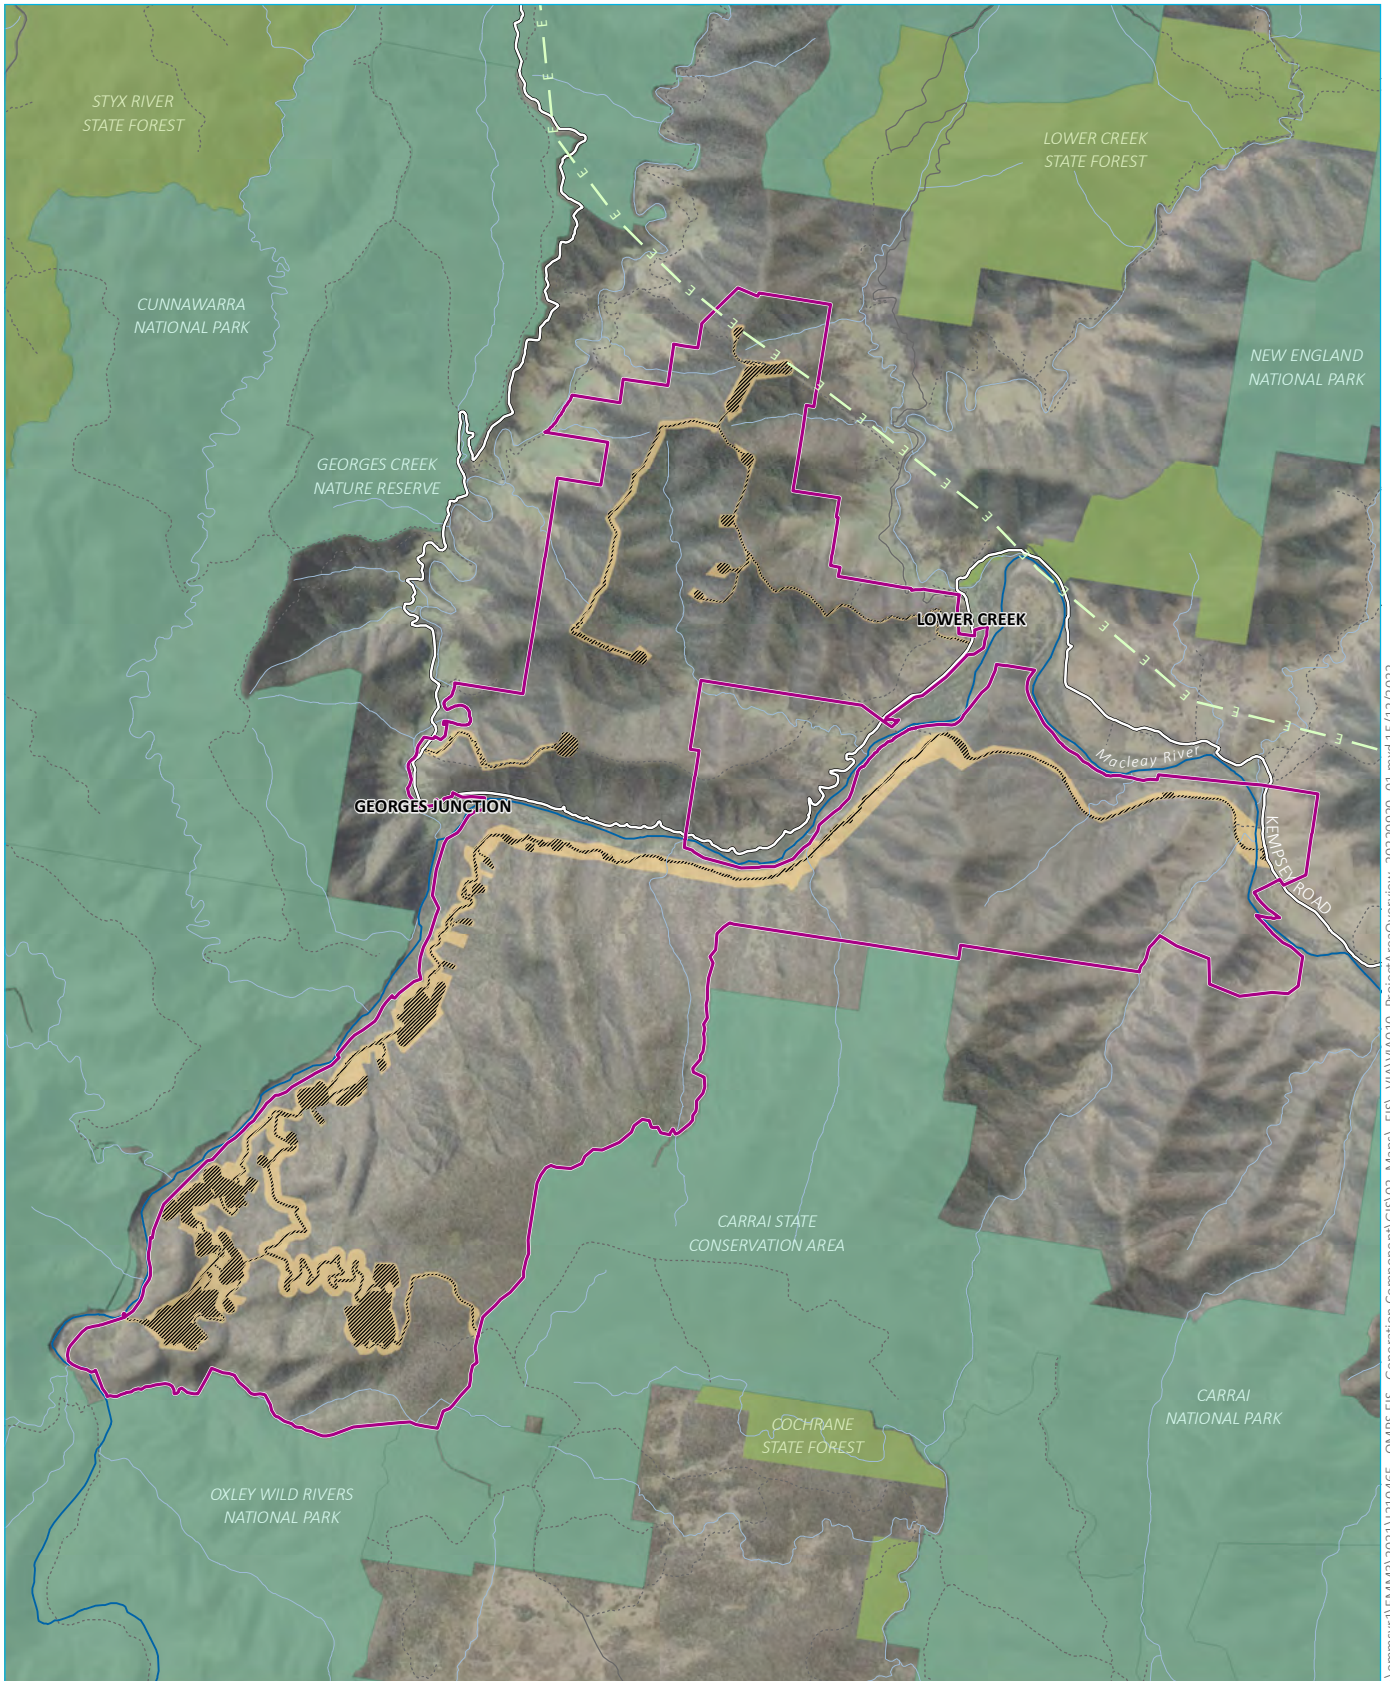 STYX RIVER
STATE FOREST
LOWER CREEK
STATE FOREST
CUNNAWARRA
NATIONAL PARK
NEW ENGLAND
NATIONAL PARK
GEORGES CREEK
NATURE RESERVE
LOWER CREEK
Macleay River
GEORGES JUNCTION
KEMPSEY ROAD
CARRAI STATE
CONSERVATION AREA
CARRAI
NATIONAL PARK
COCHRANE
STATE FOREST
OXLEY WILD RIVERS
NATIONAL PARK
E E E E E E E E E E E E E E E E E E E E